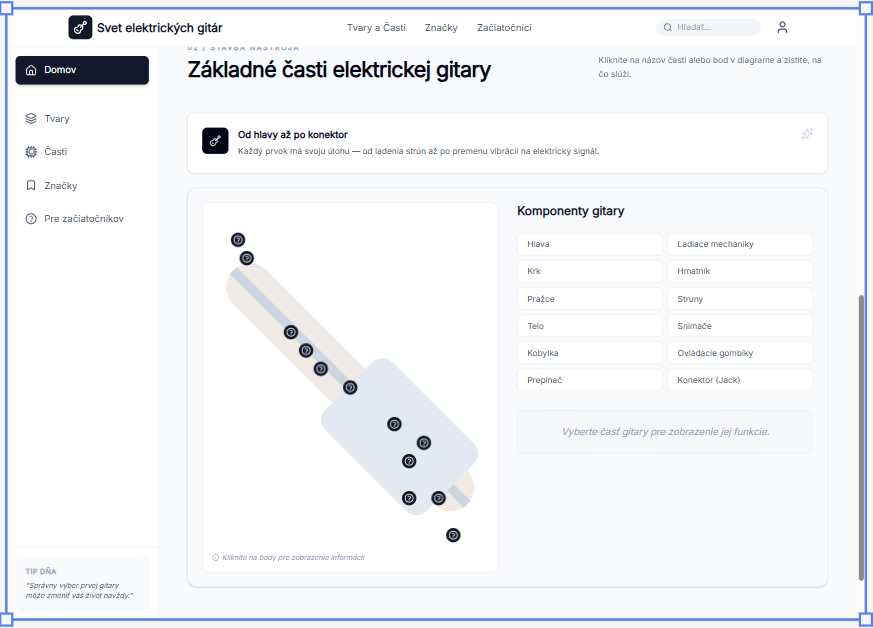 Svet elektrických gitár
Tvary a Časti
Značky
Začiatočníci
Hľadať...
Domov
Tvary
Časti
Značky
Pre začiatočníkov
TIP DŇA
"Správny výber prvej gitary
môže zmeniť váš život navždy."
02 / STAVBA NÁSTROJA
Základné časti elektrickej gitary
Kliknite na názov časti alebo bod v diagrame a zistite, na
čo slúži.
Od hlavy až po konektor
Každý prvok má svoju úlohu — od ladenia strún až po premenu vibrácií na elektrický signál.
Kliknite na body pre zobrazenie informácií
Komponenty gitary
Hlava
Ladiace mechaniky
Krk
Hmatník
Pražce
Struny
Telo
Snímače
Kobylka
Ovládacie gombíky
Prepínač
Konektor (Jack)
Vyberte časť gitary pre zobrazenie jej funkcie.